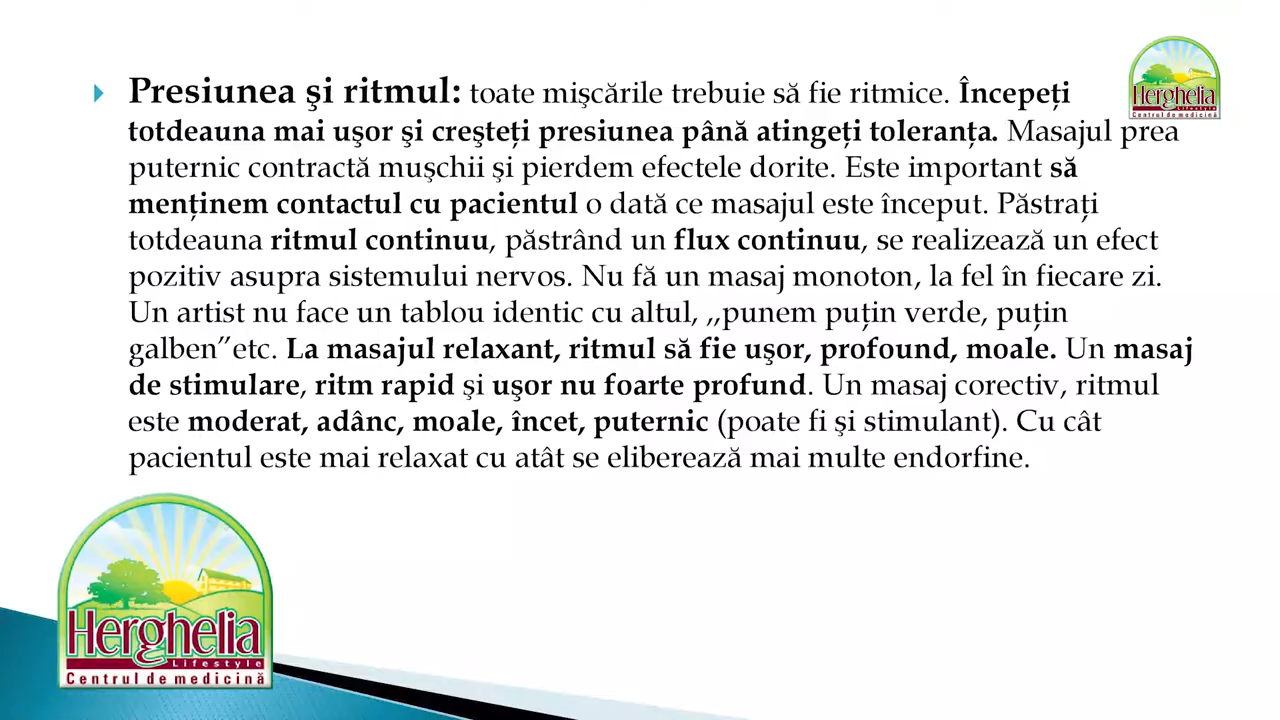 Presiunea şi ritmul: toate mişcările trebuie să fie ritmice. Începeți
totdeauna mai uşor şi creşteți presiunea până atingeți toleranța. Masajul prea
puternic contractă muşchii şi pierdem efectele dorite. Este important să
menținem contactul cu pacientul o dată ce masajul este început. Păstrați
totdeauna ritmul continuu, păstrând un flux continuu, se realizează un efect
pozitiv asupra sistemului nervos. Nu fă un masaj monoton, la fel în fiecare zi.
Un artist nu face un tablou identic cu altul, ,,punem puțin verde, puțin
galben”etc. La masajul relaxant, ritmul să fie uşor, profound, moale. Un masaj
de stimulare, ritm rapid şi uşor nu foarte profund. Un masaj corectiv, ritmul
este moderat, adânc, moale, încet, puternic (poate fi şi stimulant). Cu cât
pacientul este mai relaxat cu atât se eliberează mai multe endorfine.
Herghelia
Lifestyle
Centrul de medicină
Herghelia
Lifestyle
Centrul de medicină